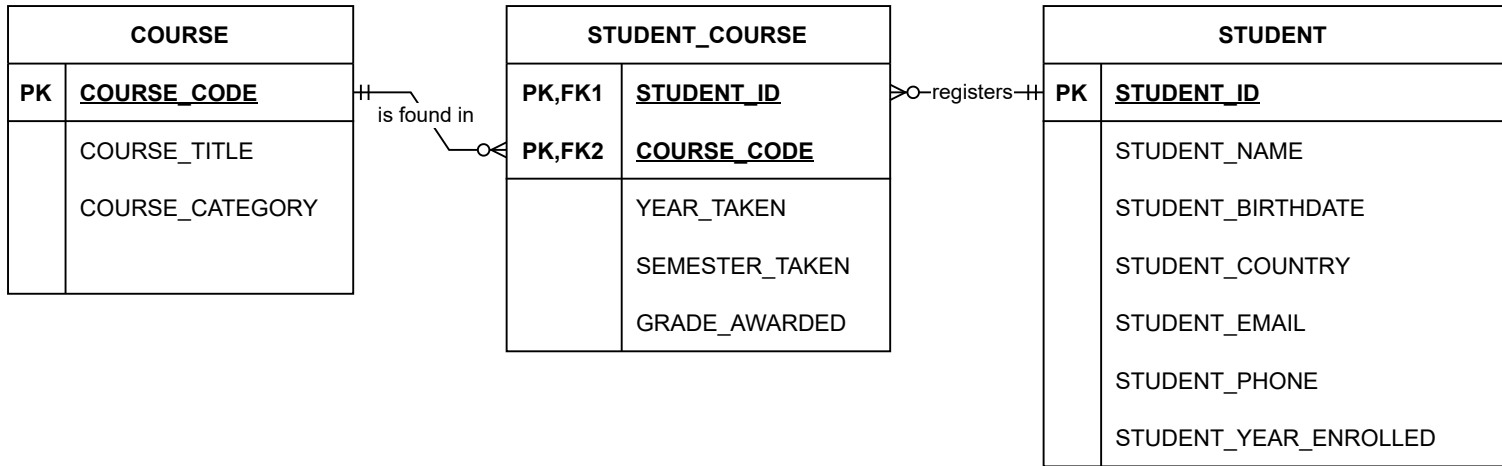 COURSE
PK COURSE_CODE
COURSE_TITLE
COURSE_CATEGORY
is found in
STUDENT_COURSE
PK,FK1 STUDENT_ID
PK,FK2 COURSE_CODE
YEAR_TAKEN
SEMESTER_TAKEN
GRADE_AWARDED
registers
STUDENT
PK STUDENT_ID
STUDENT_NAME
STUDENT_BIRTHDATE
STUDENT_COUNTRY
STUDENT_EMAIL
STUDENT_PHONE
STUDENT_YEAR_ENROLLED